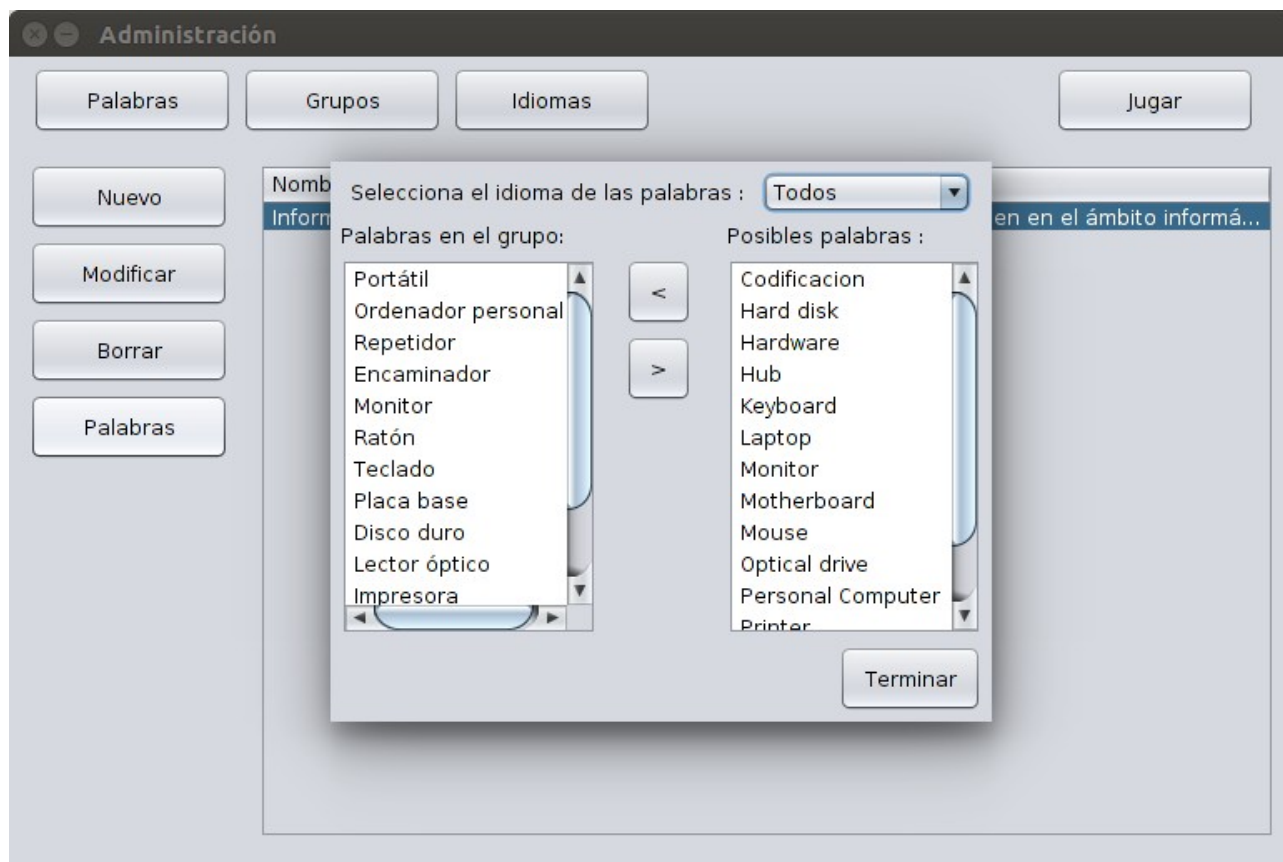 Administración
Palabras
Grupos
Idiomas
Jugar
Nuevo
Modificar
Borrar
Palabras
Nomb
Inform
en en el ámbito informá...
Selecciona el idioma de las palabras :
Todos
Palabras en el grupo:
Portátil
Ordenador personal
Repetidor
Encaminador
Monitor
Ratón
Teclado
Placa base
Disco duro
Lector óptico
Impresora
<
>
Posibles palabras :
Codificacion
Hard disk
Hardware
Hub
Keyboard
Laptop
Monitor
Motherboard
Mouse
Optical drive
Personal Computer
Printer
Terminar